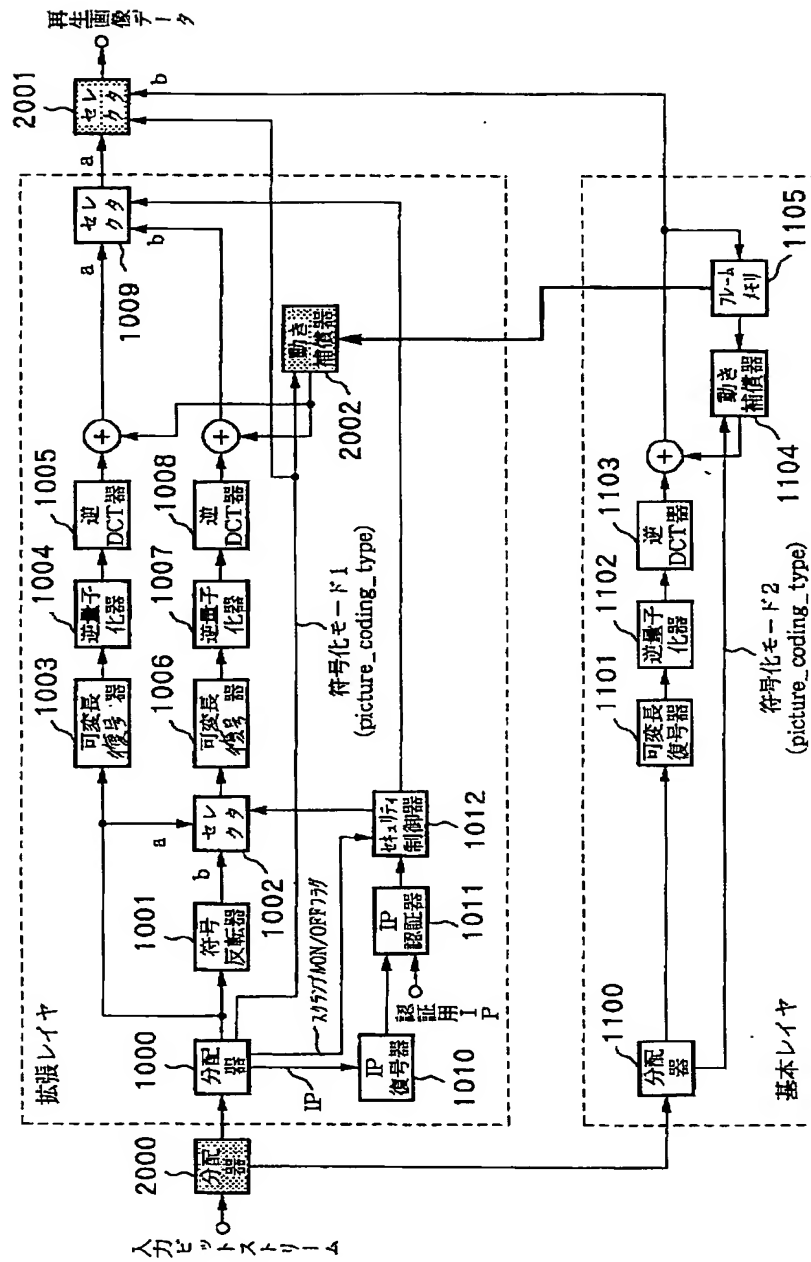 入力ビットストリーム
2000
分配器
拡張レイヤ
1000
分配器
1001
符号
反転器
a
b
セレ
クタ
1002
1003
可変長
復号器
1004
逆量子
化器
1005
逆
DCT器
+
1006
可変長
復号器
1007
逆量子
化器
1008
逆
DCT器
+
a
b
セレ
クタ
1009
a
b
2001
セレ
クタ
再生画像
データ
動き
補償器
2002
符号化モード1
(picture_coding_type)
スクランブルON/OFFフラグ
IP
IP
復号器
1010
認証用
IP
IP
認証器
1011
セキュリティ
制御器
1012
基本レイヤ
1100
分配器
1101
可変長
復号器
1102
逆量子
化器
1103
逆
DCT器
+
動き
補償器
1104
フレーム
メモリ
1105
符号化モード2
(picture_coding_type)